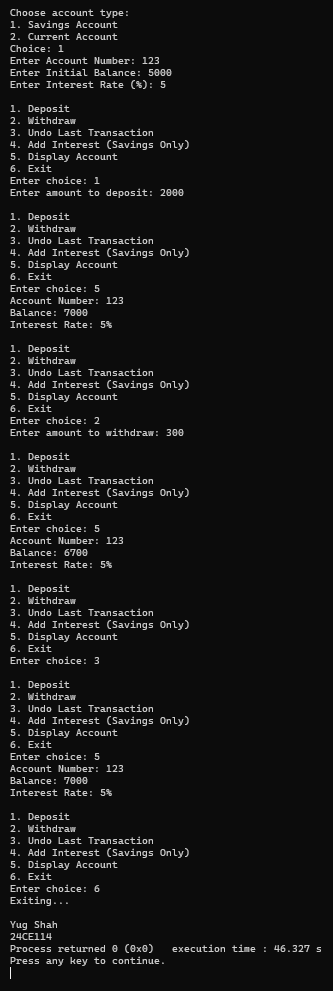 Choose account type:
1. Savings Account
2. Current Account
Choice: 1
Enter Account Number: 123
Enter Initial Balance: 5000
Enter Interest Rate (%): 5

1. Deposit
2. Withdraw
3. Undo Last Transaction
4. Add Interest (Savings Only)
5. Display Account
6. Exit
Enter choice: 1
Enter amount to deposit: 2000

1. Deposit
2. Withdraw
3. Undo Last Transaction
4. Add Interest (Savings Only)
5. Display Account
6. Exit
Enter choice: 5
Account Number: 123
Balance: 7000
Interest Rate: 5%

1. Deposit
2. Withdraw
3. Undo Last Transaction
4. Add Interest (Savings Only)
5. Display Account
6. Exit
Enter choice: 2
Enter amount to withdraw: 300

1. Deposit
2. Withdraw
3. Undo Last Transaction
4. Add Interest (Savings Only)
5. Display Account
6. Exit
Enter choice: 5
Account Number: 123
Balance: 6700
Interest Rate: 5%

1. Deposit
2. Withdraw
3. Undo Last Transaction
4. Add Interest (Savings Only)
5. Display Account
6. Exit
Enter choice: 3

1. Deposit
2. Withdraw
3. Undo Last Transaction
4. Add Interest (Savings Only)
5. Display Account
6. Exit
Enter choice: 5
Account Number: 123
Balance: 7000
Interest Rate: 5%

1. Deposit
2. Withdraw
3. Undo Last Transaction
4. Add Interest (Savings Only)
5. Display Account
6. Exit
Enter choice: 6
Exiting...

Yug Shah
24CE114
Process returned 0 (0x0)   execution time : 46.327 s
Press any key to continue.